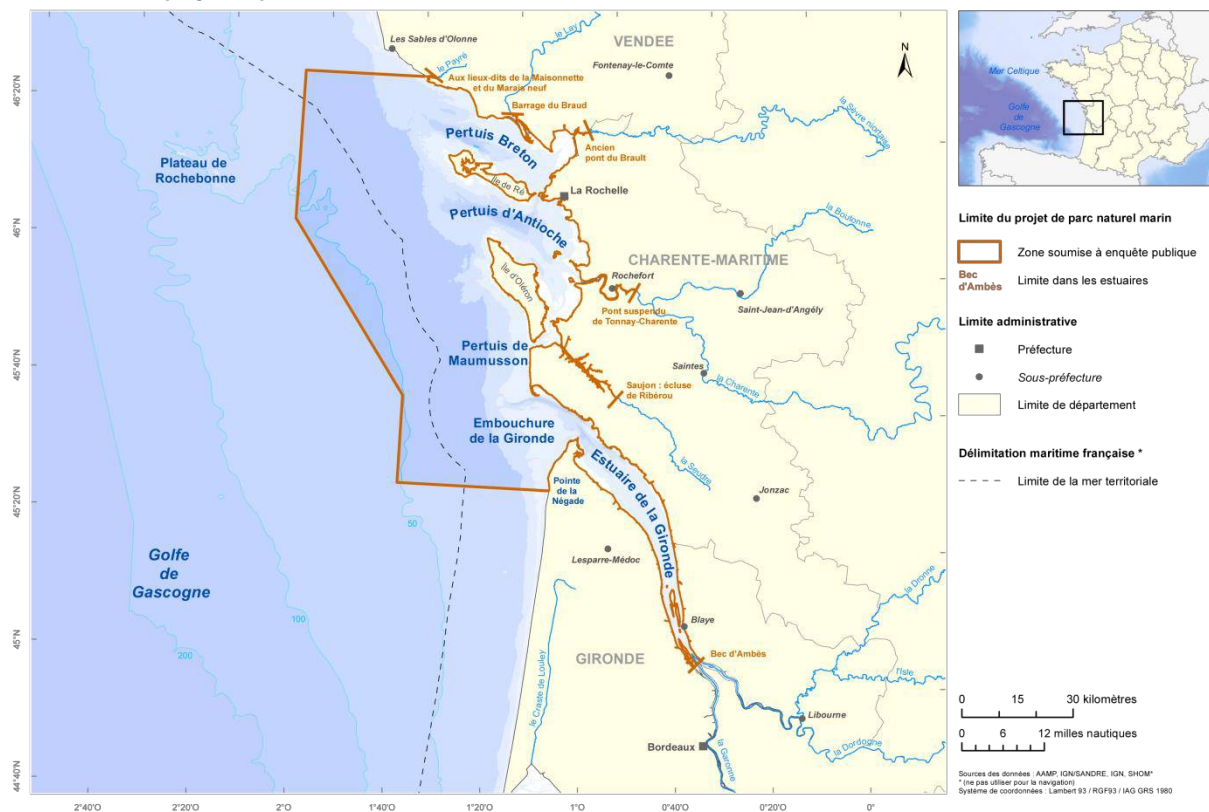 Les Sables d'Olonne
le Payré
le Lay
VENDEE
Fontenay-le-Comte
Aux lieux-dits de la Maisonnette
et du Marais neuf
Barrage du Braud
la Sèvre niortaise
Pertuis Breton
Ancien
pont du Brault
Plateau de
Rochebonne
Île de Ré
La Rochelle
Pertuis d'Antioche
la Boutonne
CHARENTE-MARITIME
Île d'Oléron
Rochefort
Saint-Jean-d'Angély
Pont suspendu
de Tonnay-Charente
Pertuis de
Maumusson
Saintes
la Charente
Saujon : écluse
de Ribérou
Embouchure
de la Gironde
la Seudre
Estuaire de la Gironde
Pointe
de la
Négade
Jonzac
50
Lesparre-Médoc
Golfe
de
Gascogne
la Dronne
100
200
Blaye
Bec d'Ambès
GIRONDE
l'Isle
le Craste de Louley
Libourne
la Dordogne
Bordeaux
la Garonne
46°20'N
46°N
45°40'N
45°20'N
45°N
44°40'N
2°40'O
2°20'O
2°O
1°40'O
1°20'O
1°O
0°40'O
0°20'O
0°
N
Mer Celtique
Golfe
de
Gascogne
Limite du projet de parc naturel marin
Zone soumise à enquête publique
Bec
d'Ambès
Limite dans les estuaires
Limite administrative
Préfecture
Sous-préfecture
Limite de département
Délimitation maritime française *
Limite de la mer territoriale
0 15 30 kilomètres
0 6 12 milles nautiques
Sources des données : AAMP, IGN/SANDRE, IGN, SHOM*
* (ne pas utiliser pour la navigation)
Système de coordonnées : Lambert 93 / RGF93 / IAG GRS 1980